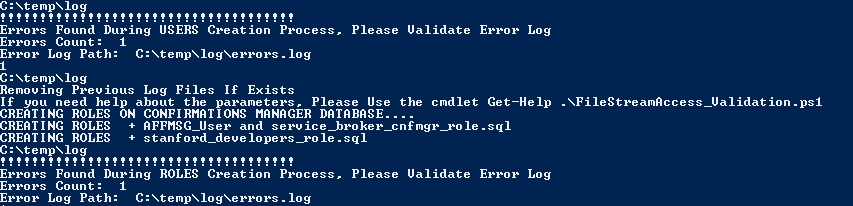 C:\temp\log
!!!!!!!!!!!!!!!!!!!!!!!!!!!!!!!!!!!!!
Errors Found During USERS Creation Process, Please Validate Error Log
Errors Count:  1
Error Log Path:  C:\temp\log\errors.log
1
C:\temp\log
Removing Previous Log Files If Exists
If you need help about the parameters, Please Use the cmdlet Get-Help .\FileStreamAccess_Validation.ps1
CREATING ROLES ON CONFIRMATIONS MANAGER DATABASE....
CREATING ROLES  + AFFMSG_User and service_broker_cnfmgr_role.sql
CREATING ROLES  + stanford_developers_role.sql
C:\temp\log
!!!!!!!!!!!!!!!!!!!!!!!!!!!!!!!!!!!!!
Errors Found During ROLES Creation Process, Please Validate Error Log
Errors Count:  1
Error Log Path:  C:\temp\log\errors.log